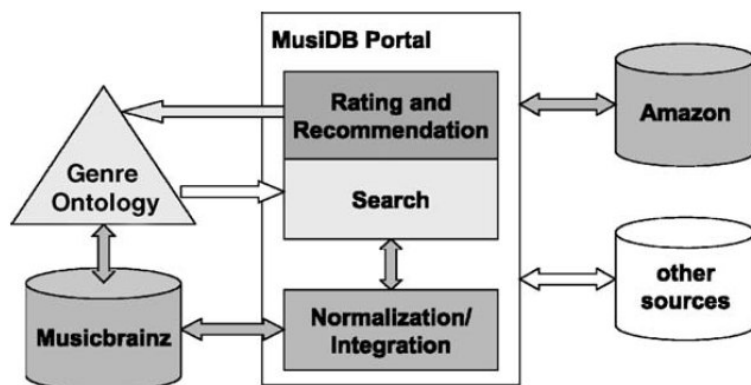 MusiDB Portal
Rating and
Recommendation
Amazon
Genre
Ontology
Search
other
sources
Musicbrainz
Normalization/
Integration